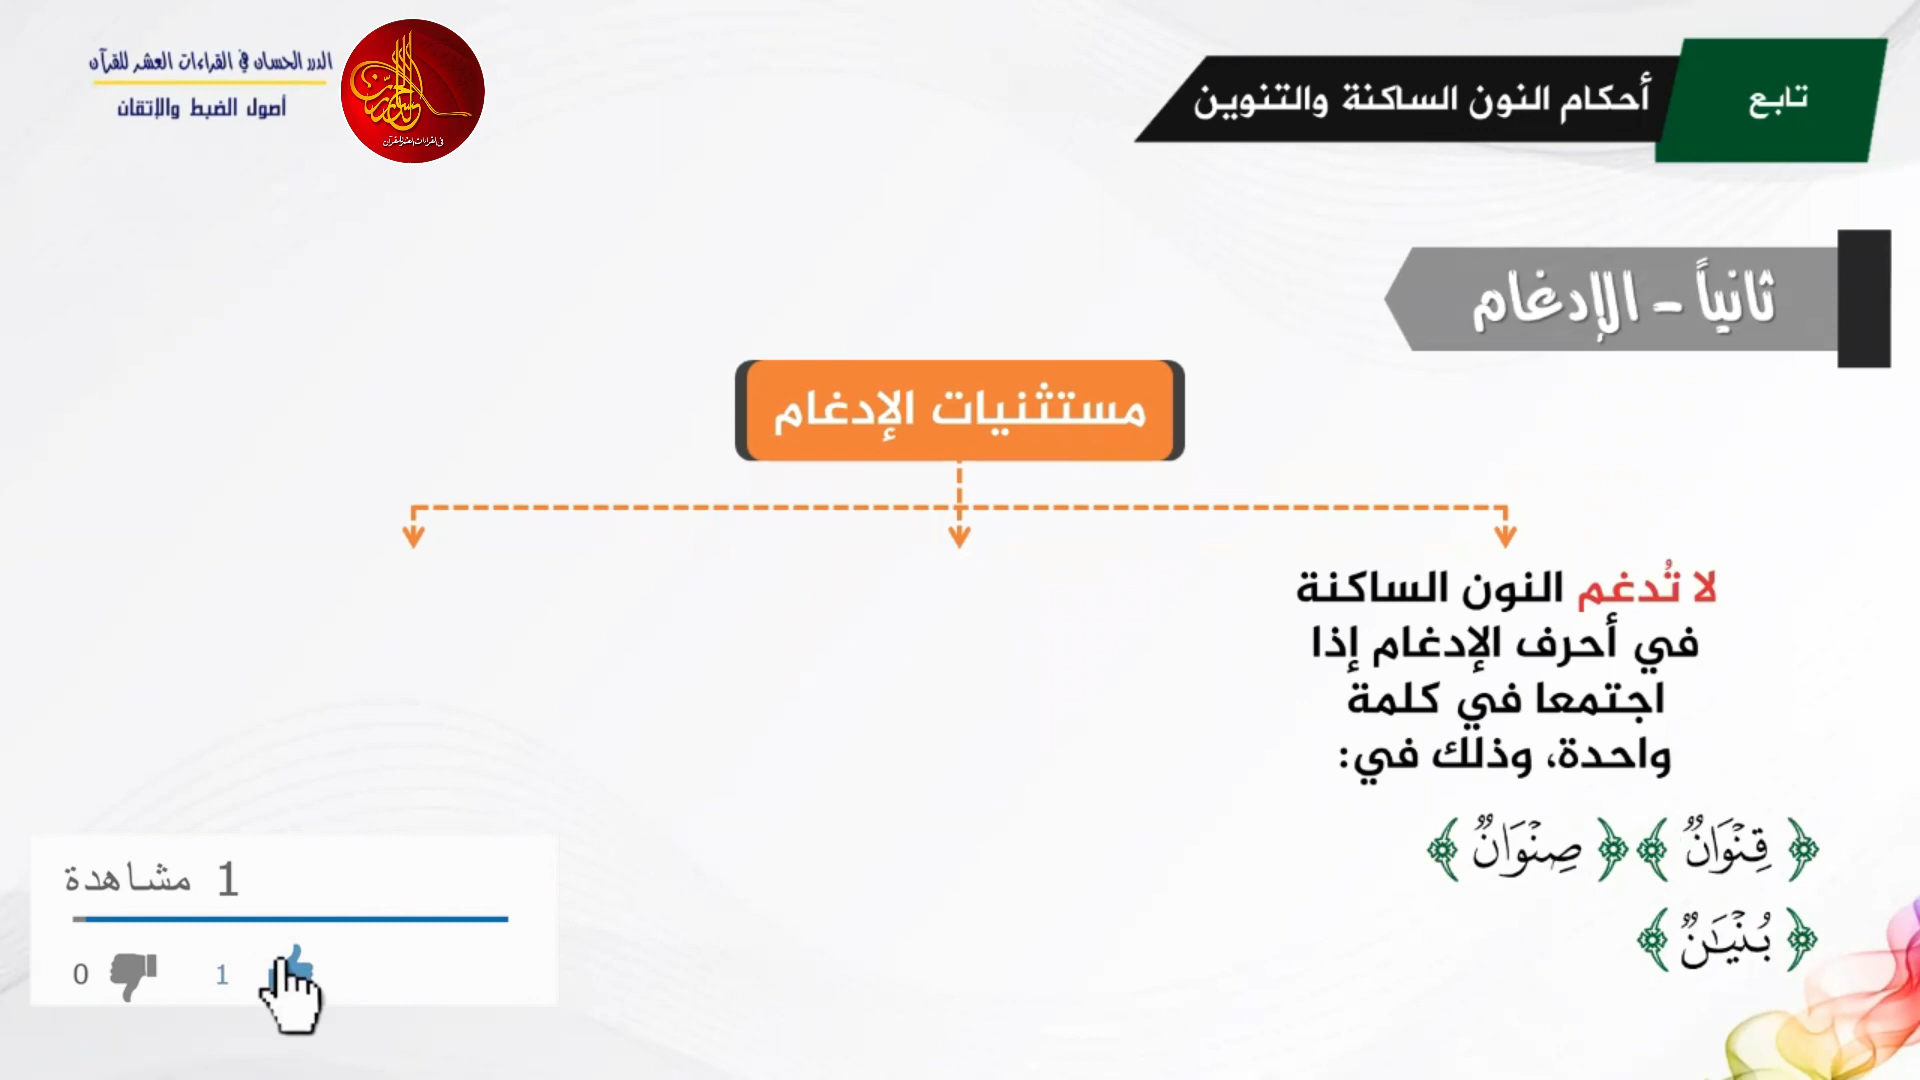 تابع
أحكام النون الساكنة والتنوين
الدرر الحسان في القراءات العشر للقرآن
أصول الضبط والإتقان
ثانياً - الإدغام
مستثنيات الإدغام
لا تُدغم النون الساكنة
في أحرف الإدغام إذا
اجتمعا في كلمة
واحدة، وذلك في:
﴿ قِنْوَانٌ ﴾ ﴿ صِنْوَانٌ ﴾
﴿ بُنْيَـٰنٌ ﴾
1 مشاهدة
0 1